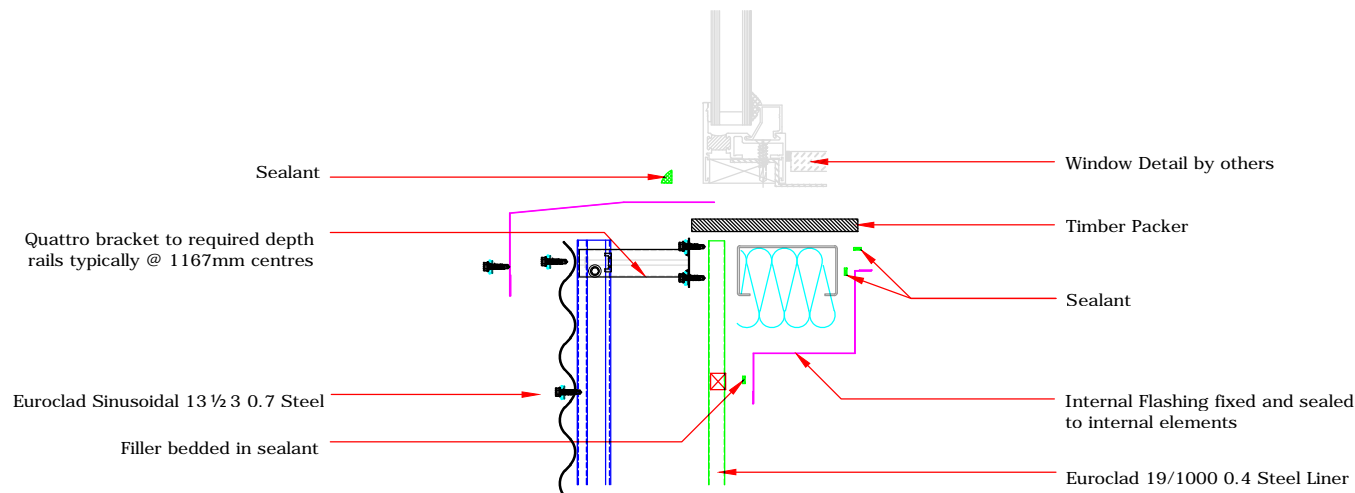 Sealant
Quattro bracket to required depth
rails typically @ 1167mm centres
Euroclad Sinusoidal 13 ½ 3 0.7 Steel
Filler bedded in sealant
Window Detail by others
Timber Packer
Sealant
Internal Flashing fixed and sealed
to internal elements
Euroclad 19/1000 0.4 Steel Liner